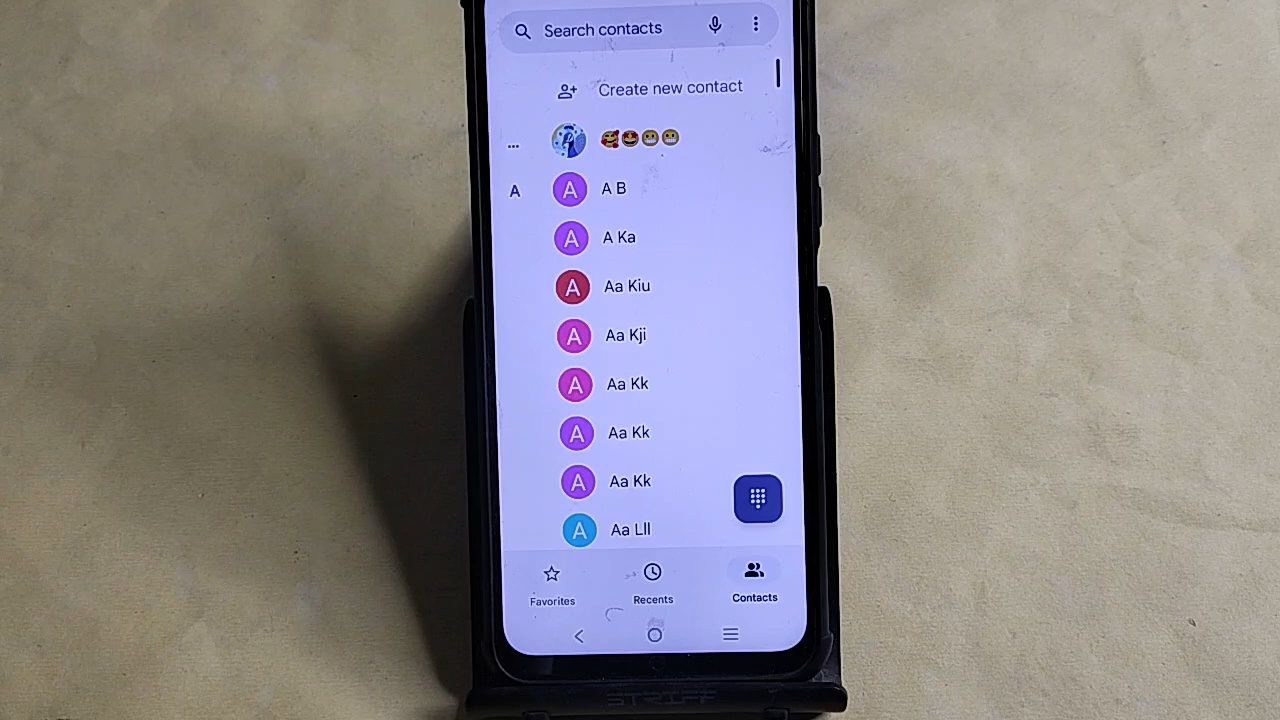 Search contacts
Create new contact
... 🥰🤩😬😬
A A A B
A A Ka
A Aa Kiu
A Aa Kji
A Aa Kk
A Aa Kk
A Aa Kk
A Aa Lll
Favorites Recents Contacts